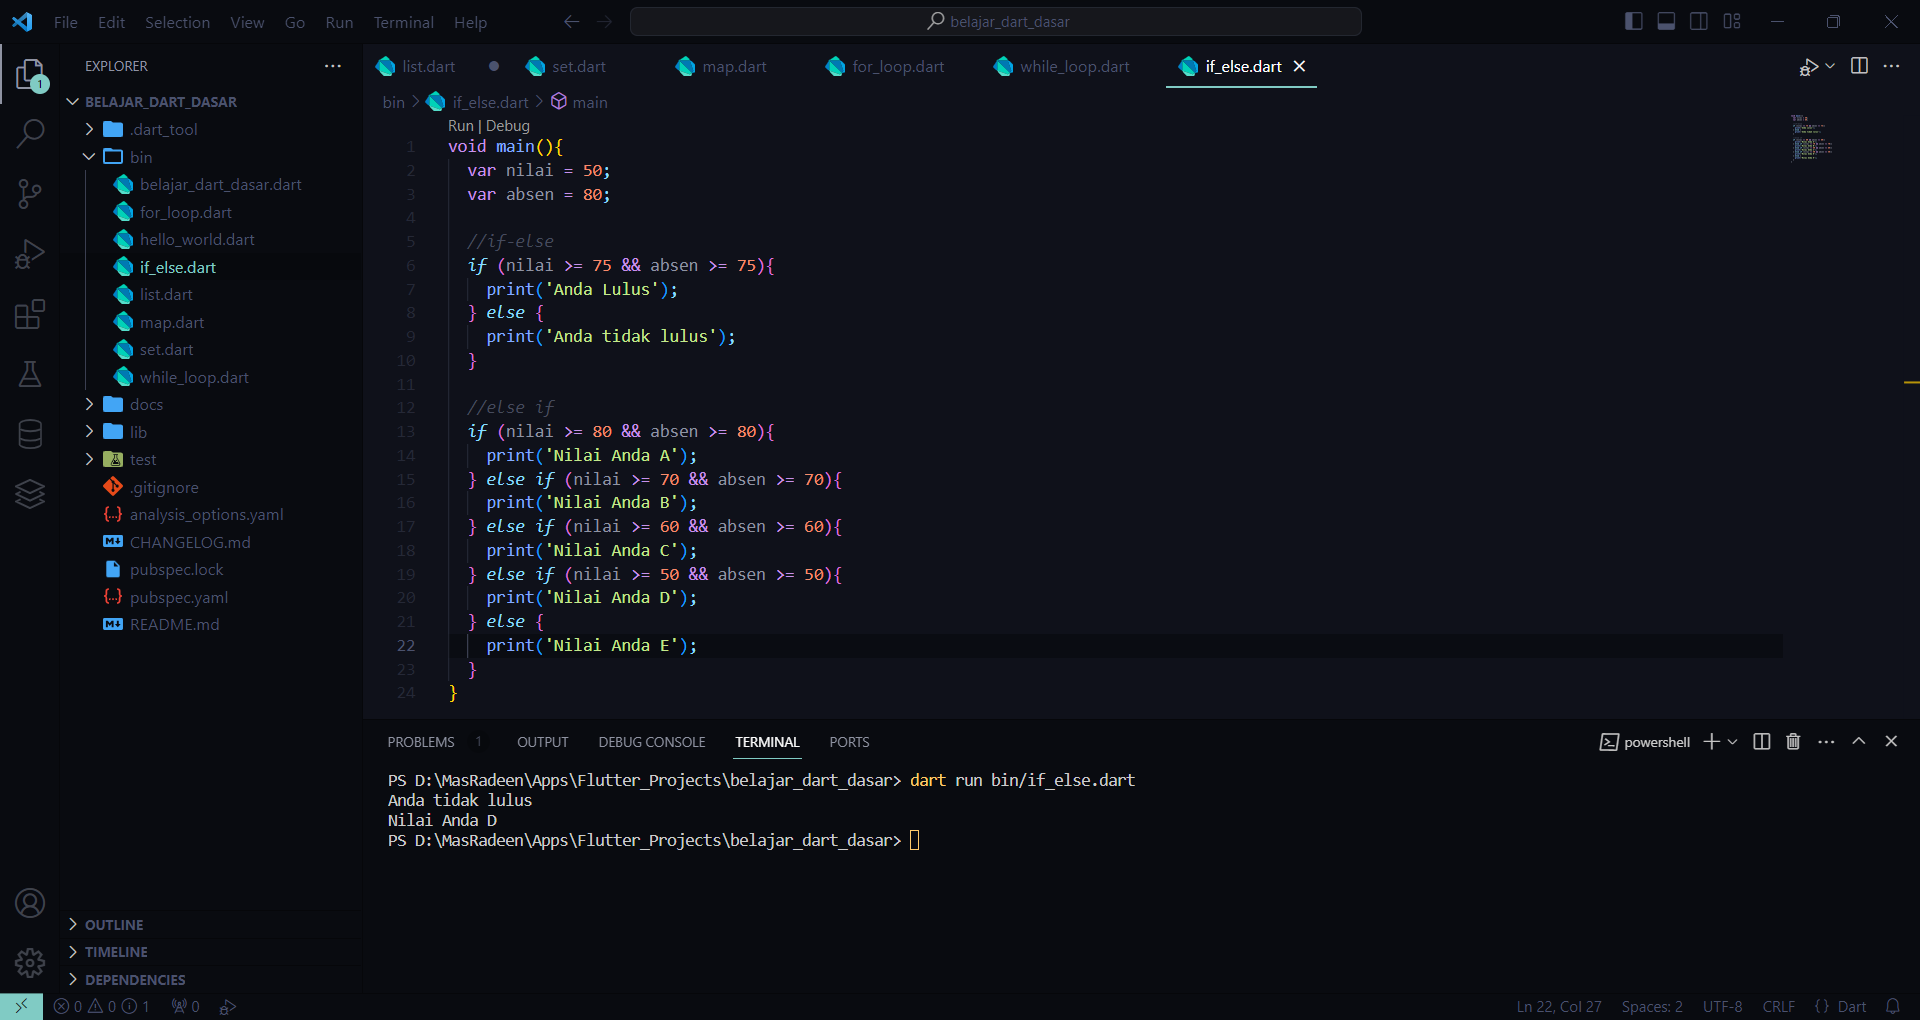 File Edit Selection View Go Run Terminal Help
belajar_dart_dasar
EXPLORER
BELAJAR_DART_DASAR
.dart_tool
bin
belajar_dart_dasar.dart
for_loop.dart
hello_world.dart
if_else.dart
list.dart
map.dart
set.dart
while_loop.dart
docs
lib
test
.gitignore
analysis_options.yaml
CHANGELOG.md
pubspec.lock
pubspec.yaml
README.md
OUTLINE
TIMELINE
DEPENDENCIES
list.dart set.dart map.dart for_loop.dart while_loop.dart if_else.dart
bin > if_else.dart > main
Run | Debug
1 void main(){
2   var nilai = 50;
3   var absen = 80;
4
5   //if-else
6   if (nilai >= 75 && absen >= 75){
7     print('Anda Lulus');
8   } else {
9     print('Anda tidak lulus');
10   }
11
12   //else if
13   if (nilai >= 80 && absen >= 80){
14     print('Nilai Anda A');
15   } else if (nilai >= 70 && absen >= 70){
16     print('Nilai Anda B');
17   } else if (nilai >= 60 && absen >= 60){
18     print('Nilai Anda C');
19   } else if (nilai >= 50 && absen >= 50){
20     print('Nilai Anda D');
21   } else {
22     print('Nilai Anda E');
23   }
24 }
PROBLEMS 1 OUTPUT DEBUG CONSOLE TERMINAL PORTS
powershell
PS D:\MasRadeen\Apps\Flutter_Projects\belajar_dart_dasar> dart run bin/if_else.dart
Anda tidak lulus
Nilai Anda D
PS D:\MasRadeen\Apps\Flutter_Projects\belajar_dart_dasar>
0 0 1 0
Ln 22, Col 27 Spaces: 2 UTF-8 CRLF {} Dart